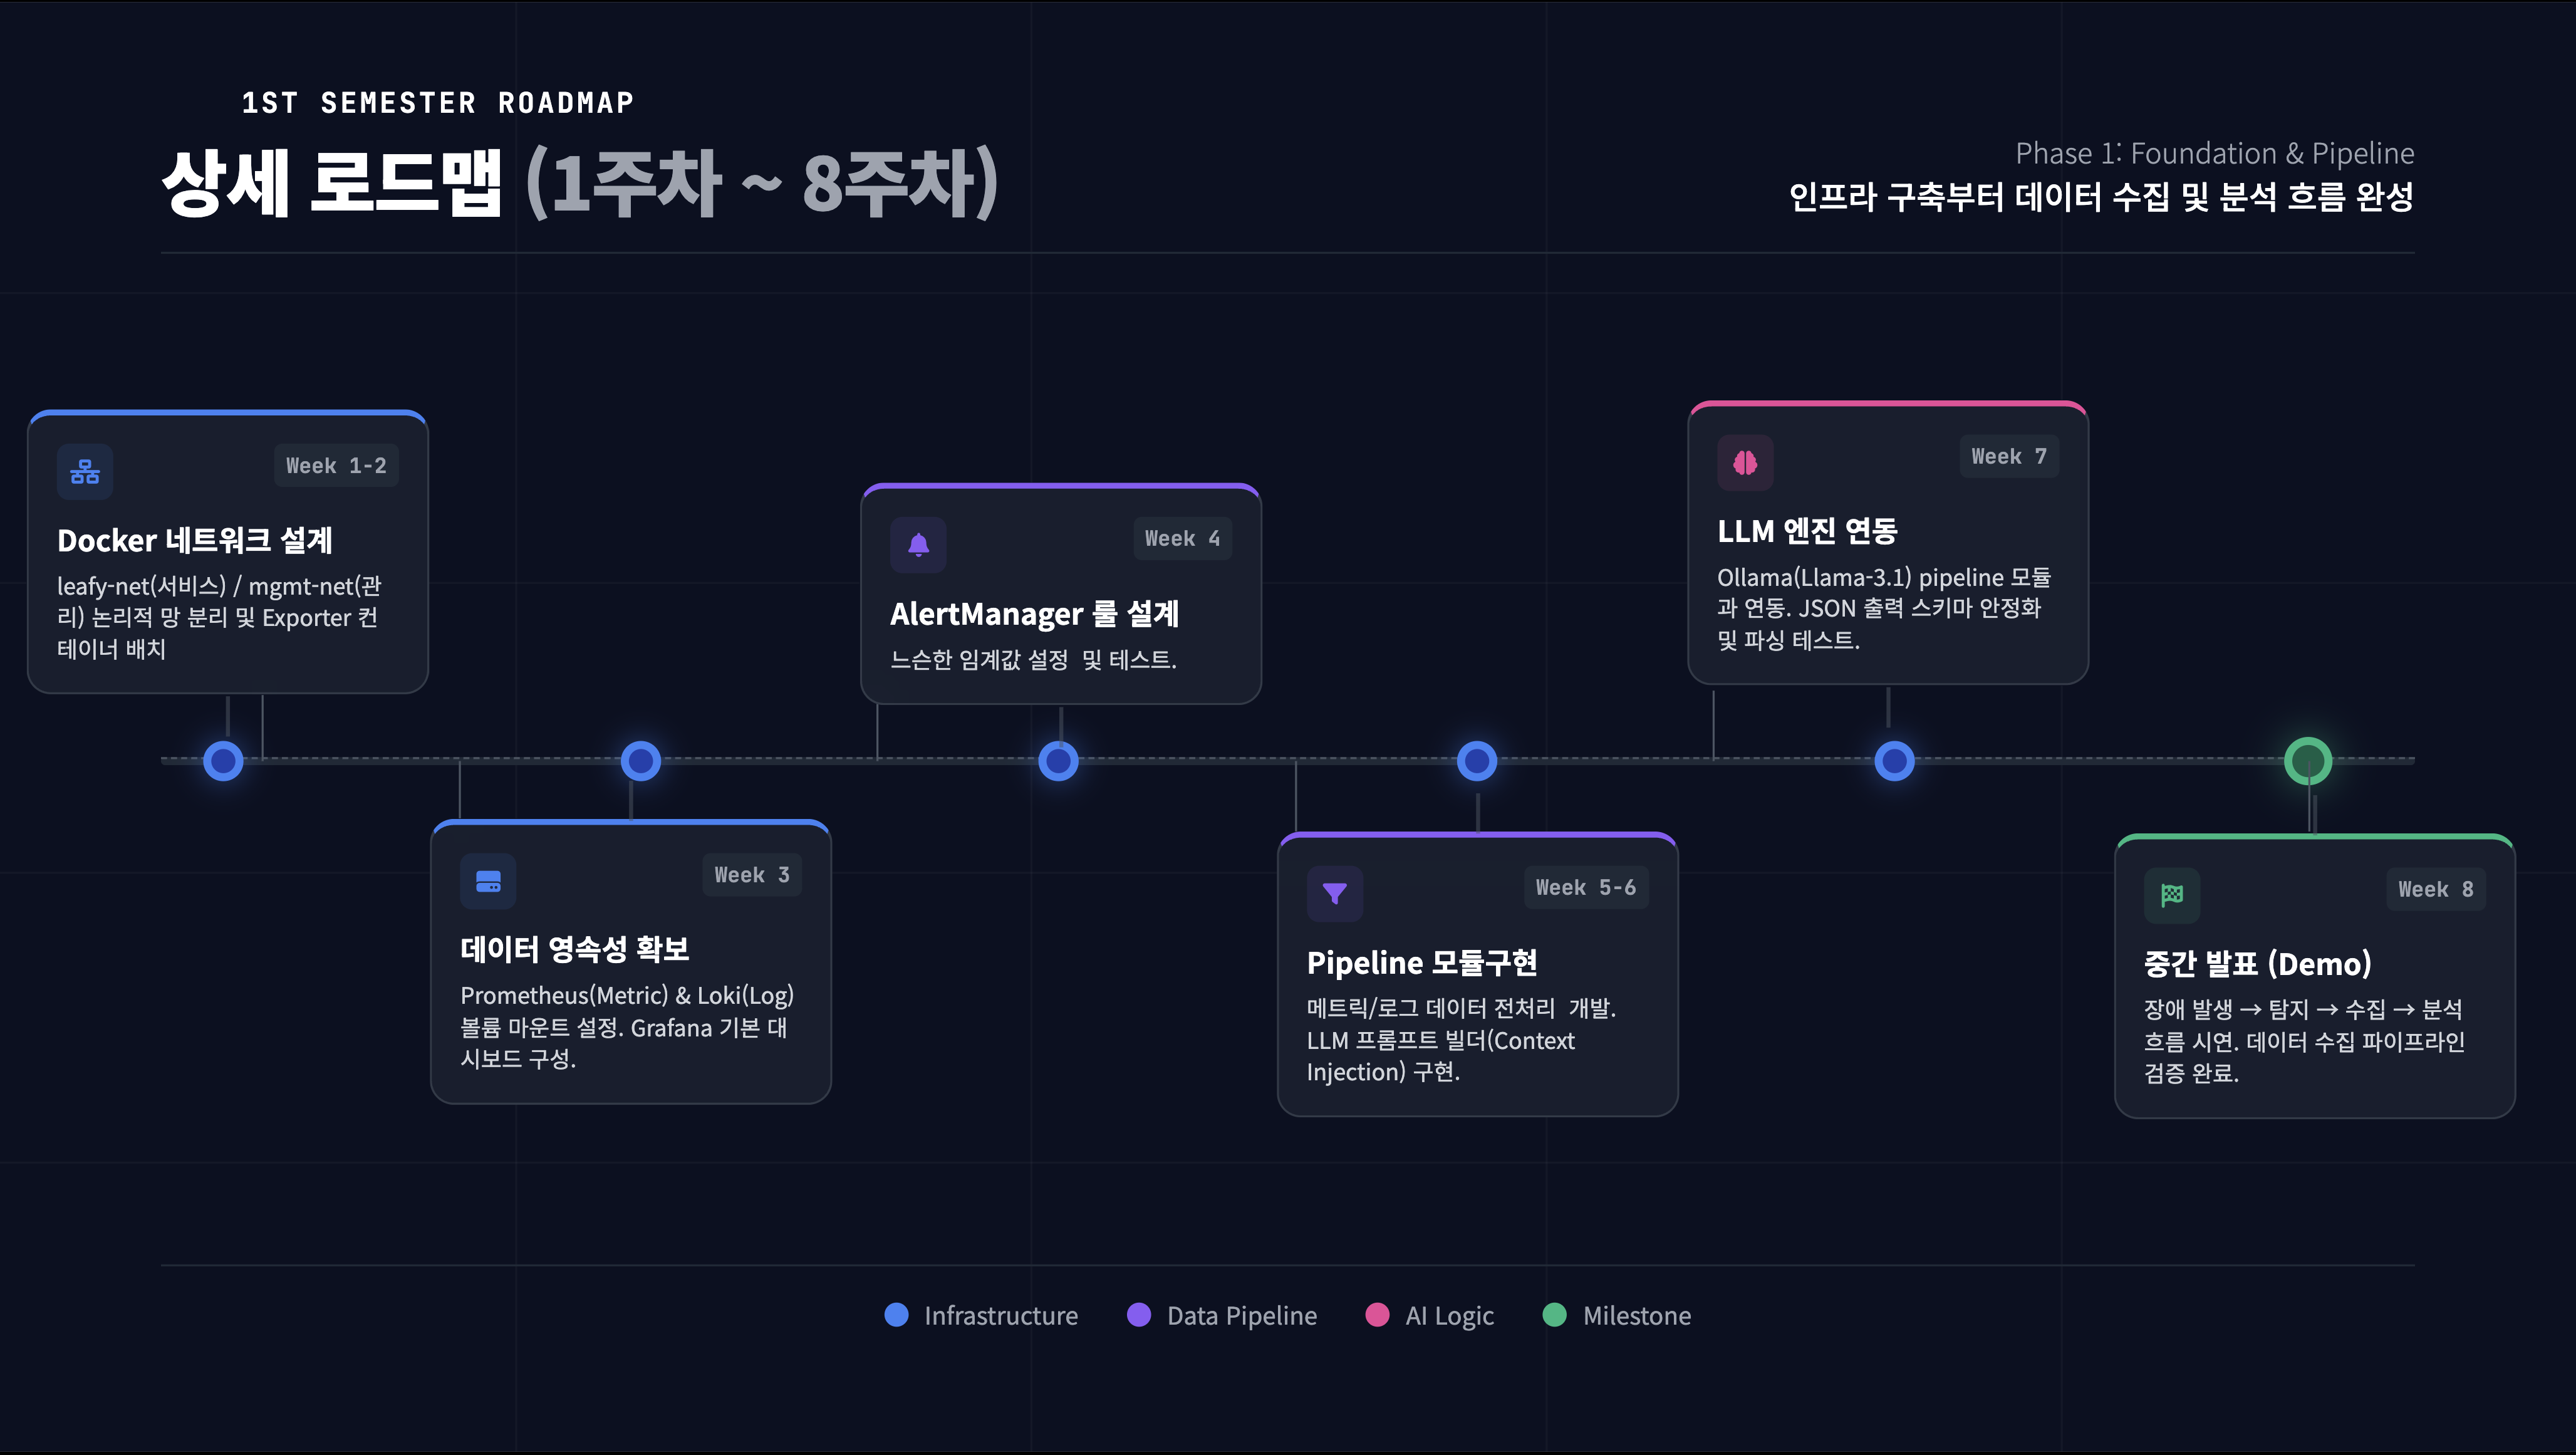 1ST SEMESTER ROADMAP
상세 로드맵 (1주차 ~ 8주차)
Phase 1: Foundation & Pipeline
인프라 구축부터 데이터 수집 및 분석 흐름 완성
Week 1-2
Docker 네트워크 설계
leafy-net(서비스) / mgmt-net(관
리) 논리적 망 분리 및 Exporter 컨
테이너 배치
Week 3
데이터 영속성 확보
Prometheus(Metric) & Loki(Log)
볼륨 마운트 설정. Grafana 기본 대
시보드 구성.
Week 4
AlertManager 룰 설계
느슨한 임계값 설정 및 테스트.
Week 5-6
Pipeline 모듈구현
메트릭/로그 데이터 전처리 개발.
LLM 프롬프트 빌더(Context
Injection) 구현.
Week 7
LLM 엔진 연동
Ollama(Llama-3.1) pipeline 모듈
과 연동. JSON 출력 스키마 안정화
및 파싱 테스트.
Week 8
중간 발표 (Demo)
장애 발생 → 탐지 → 수집 → 분석
흐름 시연. 데이터 수집 파이프라인
검증 완료.
Infrastructure
Data Pipeline
AI Logic
Milestone